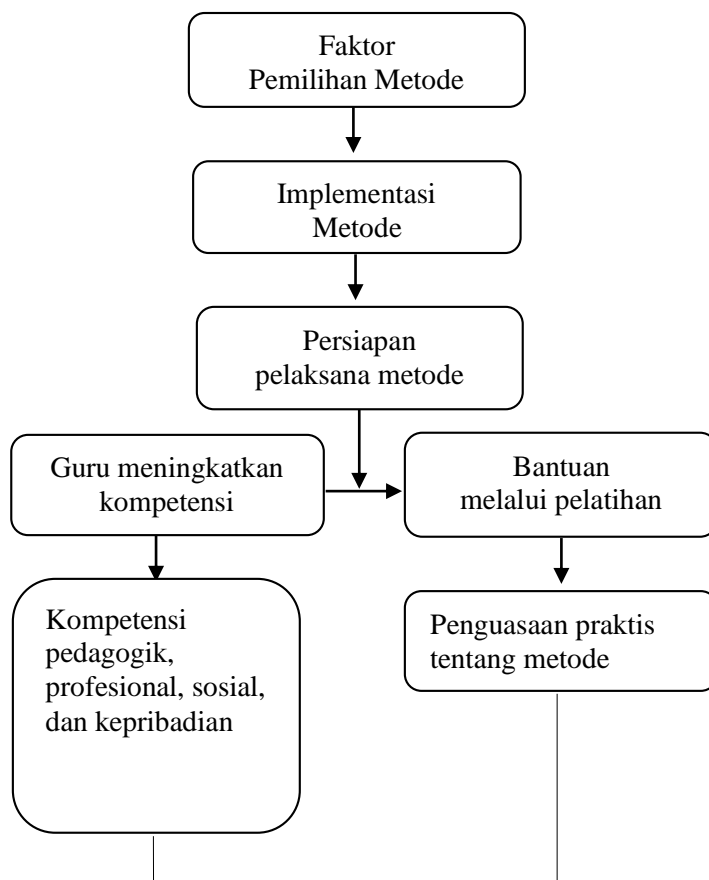 Faktor
Pemilihan Metode
Implementasi
Metode
Persiapan
pelaksana metode
Guru meningkatkan
kompetensi
Bantuan
melalui pelatihan
Kompetensi
pedagogik,
profesional, sosial,
dan kepribadian
Penguasaan praktis
tentang metode